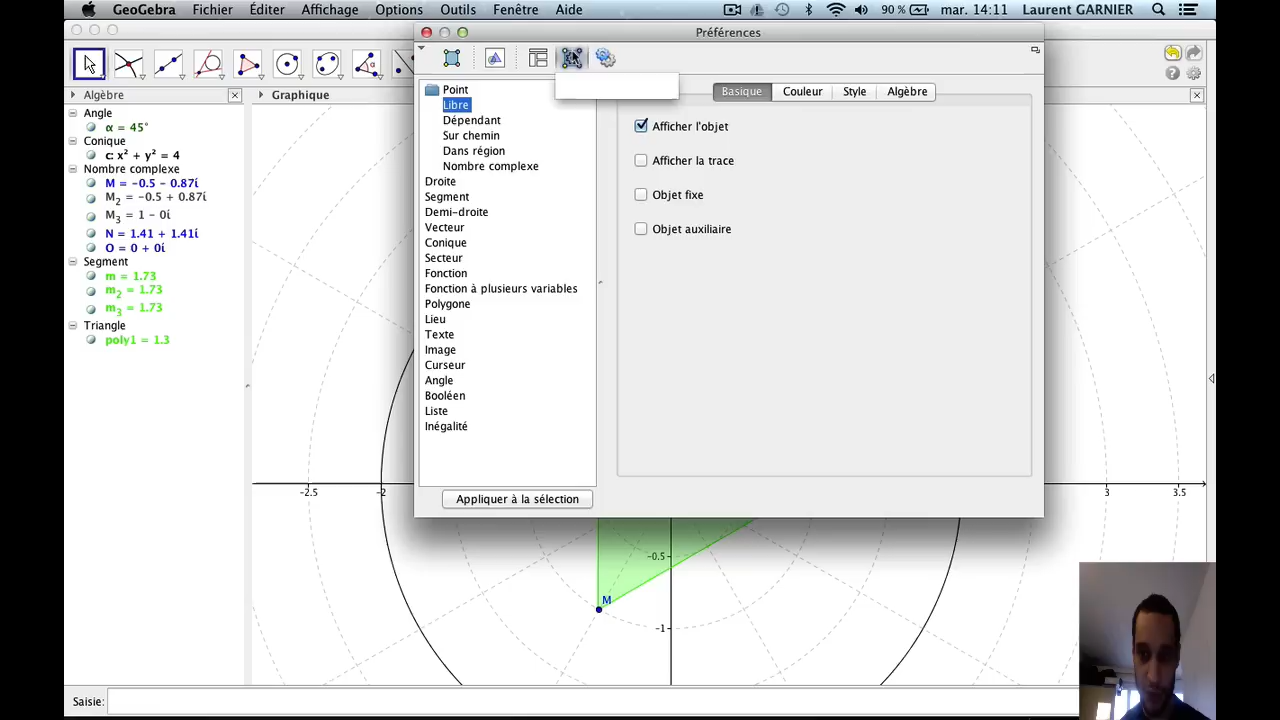 GeoGebra Fichier Éditer Affichage Options Outils Fenêtre Aide 90 % mar. 14:11 Laurent GARNIER
Préférences
Algèbre
Graphique
Angle
α = 45°
Conique
c: x² + y² = 4
Nombre complexe
M = -0.5 - 0.87i
M₂ = -0.5 + 0.87i
M₃ = 1 - 0i
N = 1.41 + 1.41i
O = 0 + 0i
Segment
m = 1.73
m₂ = 1.73
m₃ = 1.73
Triangle
poly1 = 1.3
Point
Libre
Dépendant
Sur chemin
Dans région
Nombre complexe
Droite
Segment
Demi-droite
Vecteur
Conique
Secteur
Fonction
Fonction à plusieurs variables
Polygone
Lieu
Texte
Image
Curseur
Angle
Booléen
Liste
Inégalité
Appliquer à la sélection
Basique Couleur Style Algèbre
Afficher l'objet
Afficher la trace
Objet fixe
Objet auxiliaire
-2.5 -2 3 3.5
-0.5
M
-1
Saisie: